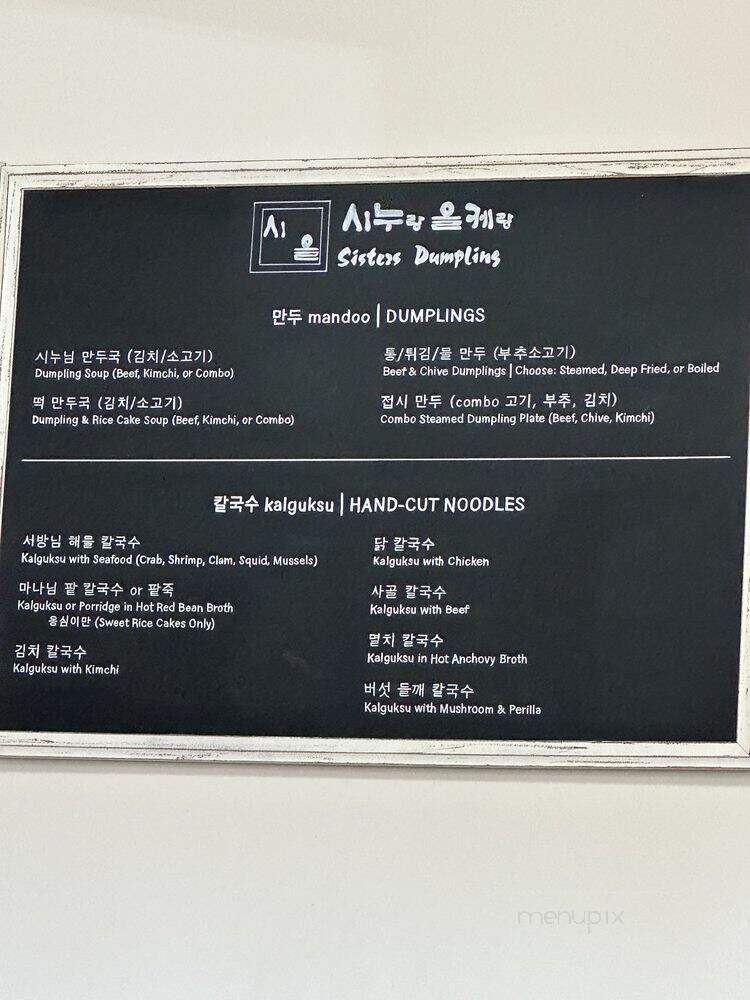 시
올
시누랑 올케랑
Sisters Dumpling
만두 mandoo | DUMPLINGS
시누님 만두국 (김치/소고기)
Dumpling Soup (Beef, Kimchi, or Combo)
떡 만두국 (김치/소고기)
Dumpling & Rice Cake Soup (Beef, Kimchi, or Combo)
통/튀김/물 만두 (부추소고기)
Beef & Chive Dumplings | Choose: Steamed, Deep Fried, or Boiled
접시 만두 (combo 고기, 부추, 김치)
Combo Steamed Dumpling Plate (Beef, Chive, Kimchi)
칼국수 kalguksu | HAND-CUT NOODLES
서방님 해물 칼국수
Kalguksu with Seafood (Crab, Shrimp, Clam, Squid, Mussels)
마나님 팥 칼국수 or 팥죽
Kalguksu or Porridge in Hot Red Bean Broth
옹심이만 (Sweet Rice Cakes Only)
김치 칼국수
Kalguksu with Kimchi
닭 칼국수
Kalguksu with Chicken
사골 칼국수
Kalguksu with Beef
멸치 칼국수
Kalguksu in Hot Anchovy Broth
버섯 들깨 칼국수
Kalguksu with Mushroom & Perilla
menupix